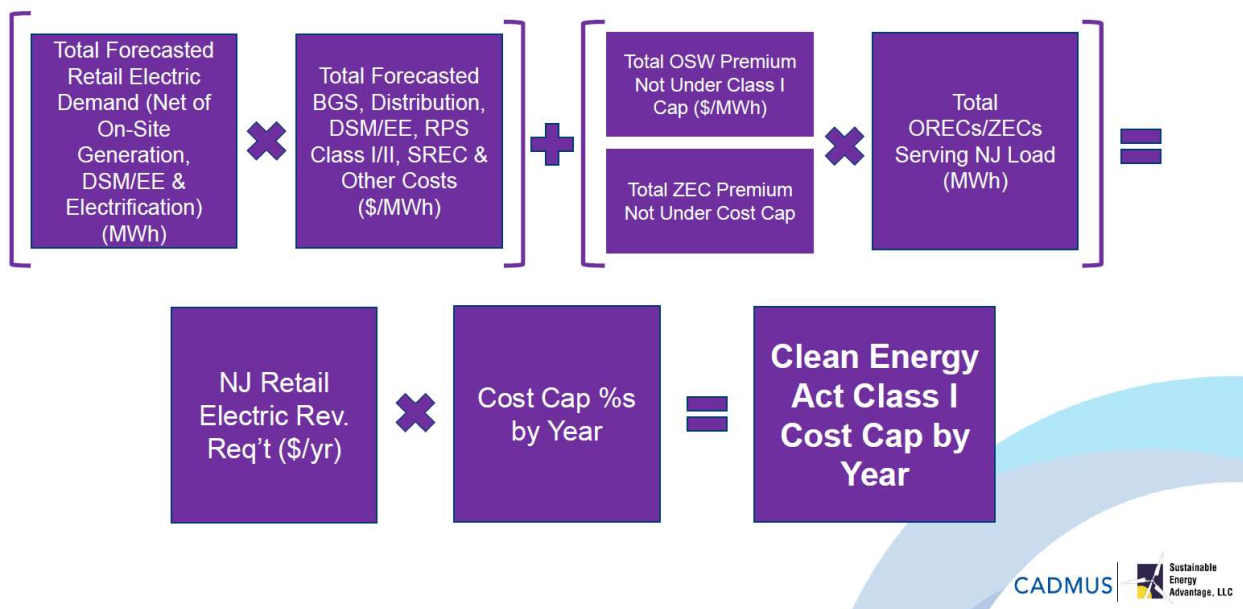 Total Forecasted
Retail Electric
Demand (Net of
On-Site
Generation,
DSM/EE &
Electrification)
(MWh)
Total Forecasted
BGS, Distribution,
DSM/EE, RPS
Class I/II, SREC &
Other Costs
($/MWh)
Total OSW Premium
Not Under Class I
Cap ($/MWh)
Total ZEC Premium
Not Under Cost Cap
Total
ORECs/ZECs
Serving NJ Load
(MWh)
NJ Retail
Electric Rev.
Req't ($/yr)
Cost Cap %s
by Year
Clean Energy
Act Class I
Cost Cap by
Year
CADMUS
Sustainable
Energy
Advantage, LLC